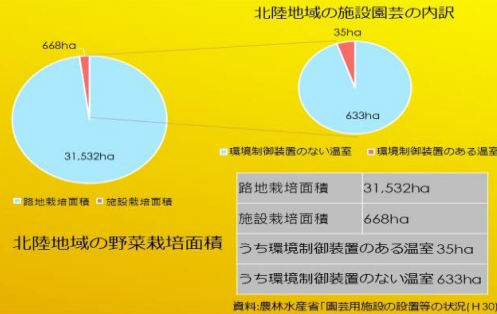 北陸地域の施設園芸の内訳
35ha
633ha
環境制御装置のない温室 環境制御装置のある温室
668ha
31,532ha
路地栽培面積 施設栽培面積
北陸地域の野菜栽培面積
路地栽培面積 31,532ha
施設栽培面積 668ha
うち環境制御装置のある温室 35ha
うち環境制御装置のない温室 633ha
資料:農林水産省「園芸用施設の設置等の状況(H30)